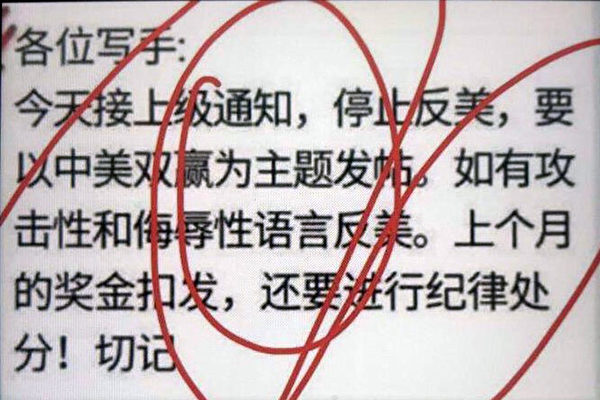 各位写手:
今天接上级通知，停止反美，要
以中美双赢为主题发帖。如有攻
击性和侮辱性语言反美。上个月
的奖金扣发，还要进行纪律处
分！切记